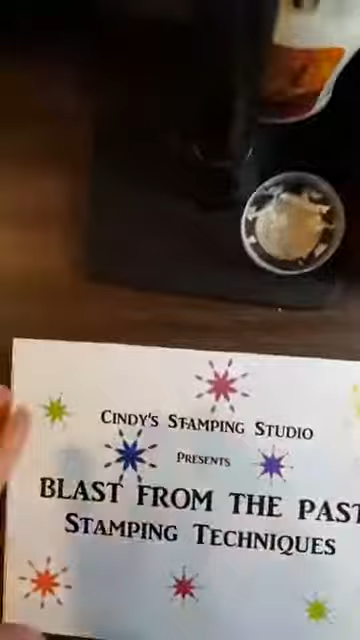 Cindy's Stamping Studio
Presents
Blast from the Past
Stamping Techniques